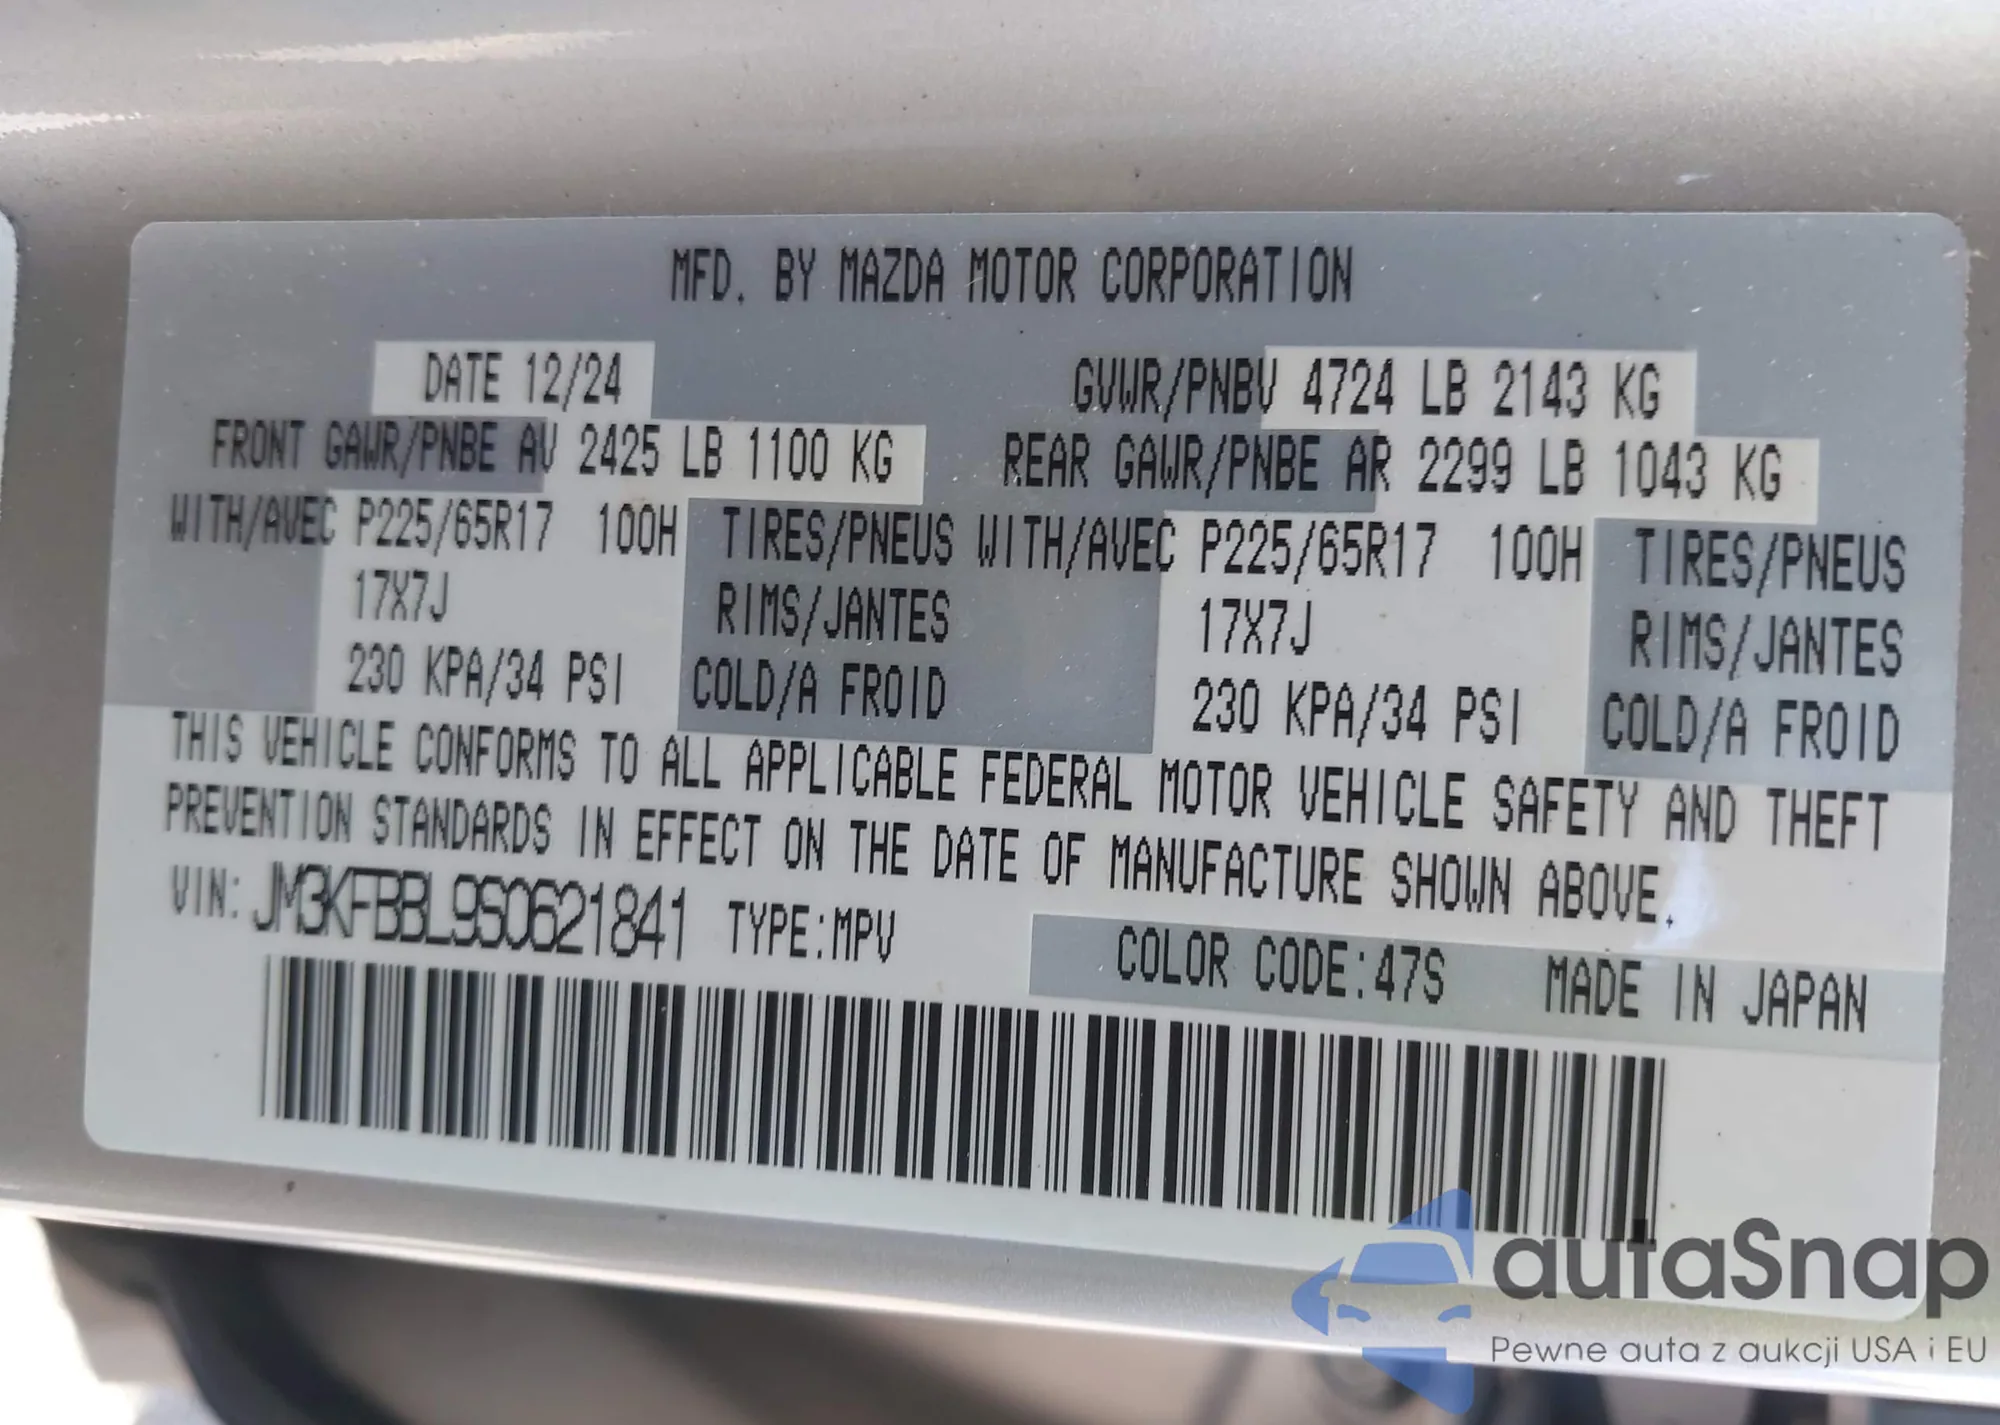 MFD. BY MAZDA MOTOR CORPORATION
DATE 12/24 GVWR/PNBV 4724 LB 2143 KG
FRONT GAWR/PNBE AV 2425 LB 1100 KG REAR GAWR/PNBE AR 2299 LB 1043 KG
WITH/AVEC P225/65R17 100H TIRES/PNEUS WITH/AVEC P225/65R17 100H TIRES/PNEUS
17X7J RIMS/JANTES 17X7J RIMS/JANTES
230 KPA/34 PSI COLD/A FROID 230 KPA/34 PSI COLD/A FROID
THIS VEHICLE CONFORMS TO ALL APPLICABLE FEDERAL MOTOR VEHICLE SAFETY AND THEFT
PREVENTION STANDARDS IN EFFECT ON THE DATE OF MANUFACTURE SHOWN ABOVE.
VIN: JM3KFBBL9S0621841 TYPE:MPV
COLOR CODE:47S MADE IN JAPAN
autaSnap
Pewne auta z aukcji USA i EU